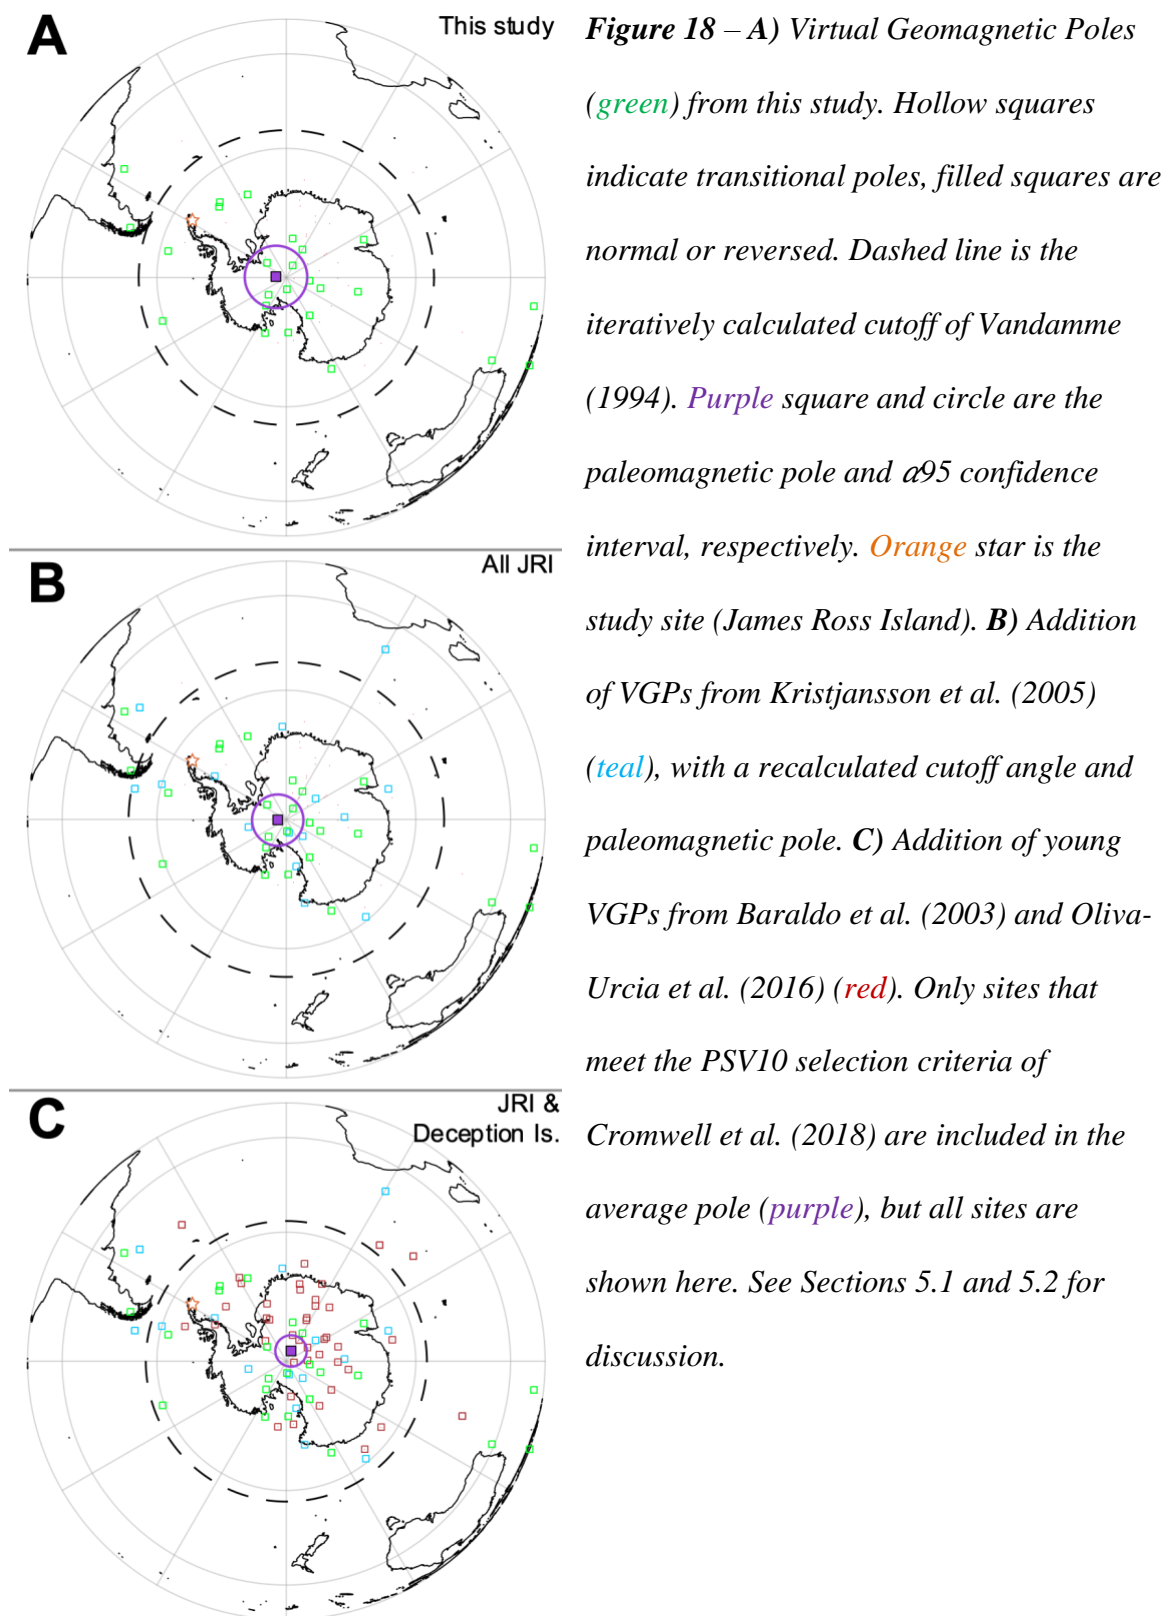 A
This study
B
All JRI
C
JRI &
Deception Is.
Figure 18 – A) Virtual Geomagnetic Poles
(green) from this study. Hollow squares
indicate transitional poles, filled squares are
normal or reversed. Dashed line is the
iteratively calculated cutoff of Vandamme
(1994). Purple square and circle are the
paleomagnetic pole and α95 confidence
interval, respectively. Orange star is the
study site (James Ross Island). B) Addition
of VGPs from Kristjansson et al. (2005)
(teal), with a recalculated cutoff angle and
paleomagnetic pole. C) Addition of young
VGPs from Baraldo et al. (2003) and Oliva-
Urcia et al. (2016) (red). Only sites that
meet the PSV10 selection criteria of
Cromwell et al. (2018) are included in the
average pole (purple), but all sites are
shown here. See Sections 5.1 and 5.2 for
discussion.